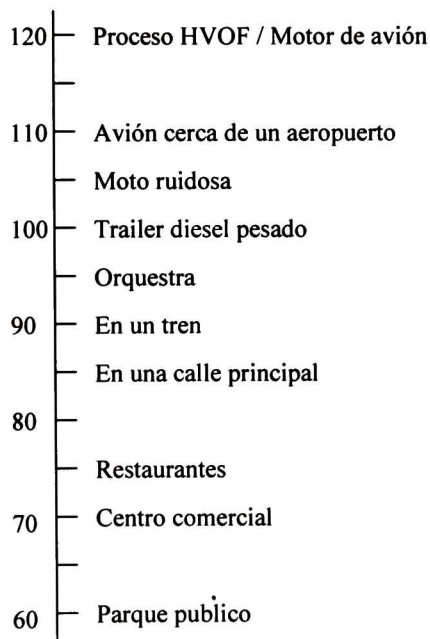 120 Proceso HVOF / Motor de avión
110 Avión cerca de un aeropuerto
Moto ruidosa
100 Trailer diesel pesado
Orquestra
90 En un tren
En una calle principal
80
Restaurantes
70 Centro comercial
60 Parque publico